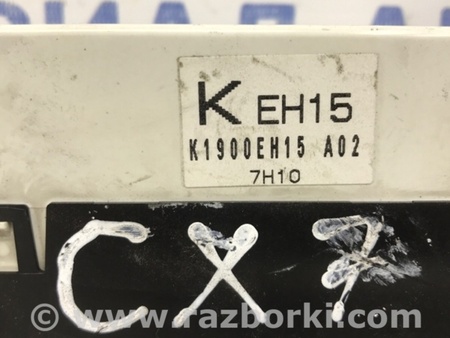 K EH15
K1900EH15 A02
7H10
CX7
© www.razborki.com